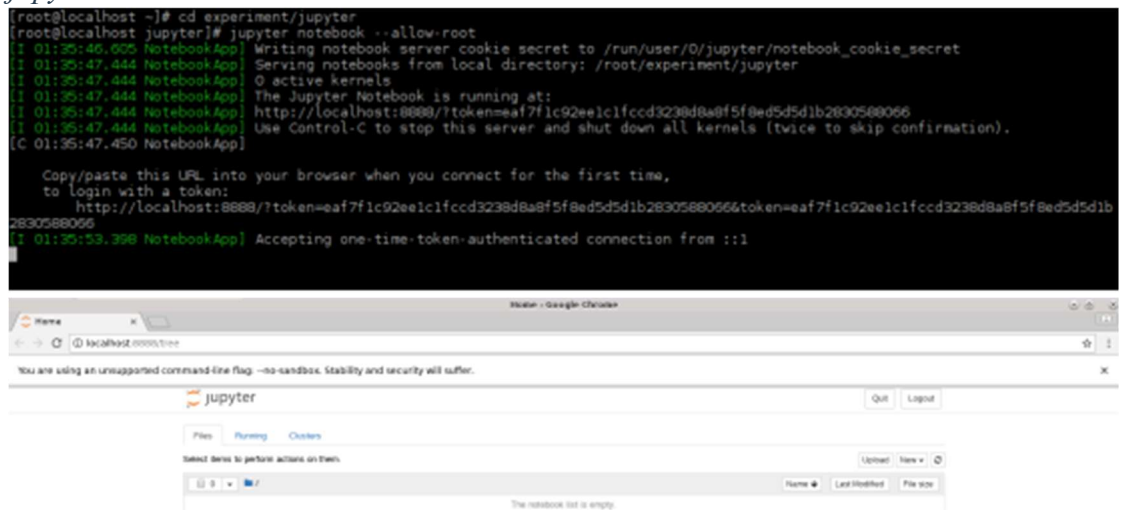 [root@localhost ~]# cd experiment/jupyter
[root@localhost jupyter]# jupyter notebook --allow-root
[I 01:35:46.605 NotebookApp] Writing notebook server cookie secret to /run/user/0/jupyter/notebook_cookie_secret
[I 01:35:47.444 NotebookApp] Serving notebooks from local directory: /root/experiment/jupyter
[I 01:35:47.444 NotebookApp] 0 active kernels
[I 01:35:47.444 NotebookApp] The Jupyter Notebook is running at:
[I 01:35:47.444 NotebookApp] http://localhost:8888/?token=eaf7f1c92ee1c1fccd3238d8a8f5f8ed5d5d1b2830588066
[I 01:35:47.444 NotebookApp] Use Control-C to stop this server and shut down all kernels (twice to skip confirmation).
[C 01:35:47.450 NotebookApp]
Copy/paste this URL into your browser when you connect for the first time,
to login with a token:
http://localhost:8888/?token=eaf7f1c92ee1c1fccd3238d8a8f5f8ed5d5d1b2830588066&token=eaf7f1c92ee1c1fccd3238d8a8f5f8ed5d5d1b
2830588066
[I 01:35:53.398 NotebookApp] Accepting one-time-token-authenticated connection from ::1
Home - Google Chrome
Home
localhost:8888/tree
You are using an unsupported command-line flag: --no-sandbox. Stability and security will suffer.
jupyter Quit Logout
Files Running Clusters
Select items to perform actions on them. Upload New
0 / Name Last Modified File size
The notebook list is empty.